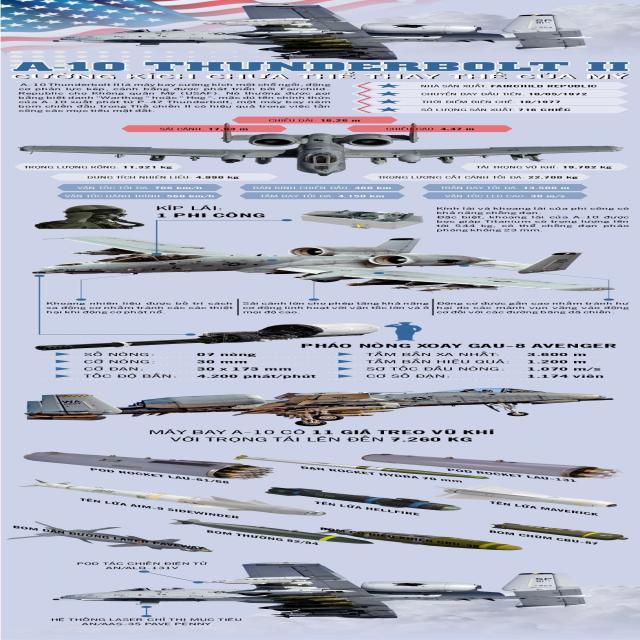 A-10 THUNDERBOLT II
CƯỜNG KÍCH CHƯA THỂ THAY THẾ CỦA MỸ
A-10 Thunderbolt II là máy bay cường kích một chỗ ngồi, động
cơ phản lực kép, cánh bằng được phát triển bởi Fairchild-
Republic cho Không quân Mỹ (USAF). Nó thường được gọi
bằng biệt danh "Warthog" hoặc "Hog", mặc dù tên chính thức
của A-10 xuất phát từ P-47 Thunderbolt, một máy bay ném
bom chiến đấu trong Thế chiến II có hiệu quả trong việc tấn
công các mục tiêu mặt đất.
NHÀ SẢN XUẤT: FAIRCHILD REPUBLIC
CHUYẾN BAY ĐẦU TIÊN: 10/05/1972
THỜI ĐIỂM BIÊN CHẾ: 10/1977
SỐ LƯỢNG SẢN XUẤT: 716 CHIẾC
CHIỀU DÀI: 16,26 m
SẢI CÁNH: 17,53 m
CHIỀU CAO: 4,47 m
TRỌNG LƯỢNG RỖNG: 11.321 kg
TẢI TRỌNG VŨ KHÍ: 10.782 kg
DUNG TÍCH NHIÊN LIỆU: 4.990 kg
TRỌNG LƯỢNG CẤT CÁNH TỐI ĐA: 22.700 kg
VẬN TỐC TỐI ĐA: 706 km/h
BÁN KÍNH CHIẾN ĐẤU: 460 km
TRẦN BAY TỐI ĐA: 13.500 m
VẬN TỐC HÀNH TRÌNH: 560 km/h
TẦM BAY TỐI ĐA: 4.150 km
VẬN TỐC LEO CAO: 30 m/s
KÍP LÁI:
1 PHI CÔNG
Kính lái và khoang lái của phi công có
khả năng chống đạn.
Đặc biệt, khoang lái của A-10 được
bọc giáp Titanium có trọng lượng lên
tới 544 kg, có thể chống đạn pháo
phòng không 23 mm.
Khoang nhiên liệu được bố trí cách
xa động cơ nhằm tránh các các thiệt
hại khi động cơ phát nổ.
Sải cánh lớn cho phép tăng khả năng
cơ động linh hoạt với vận tốc lớn và ở
mọi độ cao.
Động cơ được gắn cao nhằm tránh hư
hại do các mảnh vụn văng vào động
cơ đối với các đường băng dã chiến.
PHÁO NÒNG XOAY GAU-8 AVENGER
SỐ NÒNG: 07 nòng
CỠ NÒNG: 30 mm
CỠ ĐẠN: 30 x 173 mm
TỐC ĐỘ BẮN: 4.200 phát/phút
TẦM BẮN XA NHẤT: 3.600 m
TẦM BẮN HIỆU QUẢ: 1.200 m
SƠ TỐC ĐẦU NÒNG: 1.070 m/s
CƠ SỐ ĐẠN: 1.174 viên
MÁY BAY A-10 CÓ 11 GIÁ TREO VŨ KHÍ
VỚI TRỌNG TẢI LÊN ĐẾN 7.260 KG
POD ROCKET LAU-61/68
ĐẠN ROCKET HYDRA 70 mm
POD ROCKET LAU-131
TÊN LỬA AIM-9 SIDEWINDER
TÊN LỬA HELLFIRE
TÊN LỬA MAVERICK
BOM THƯỜNG 82/84
BOM CHÙM CBU-87
POD TÁC CHIẾN ĐIỆN TỬ
AN/ALQ-131V
HỆ THỐNG LASER CHỈ THỊ MỤC TIÊU
AN/AAS-35 PAVE PENNY